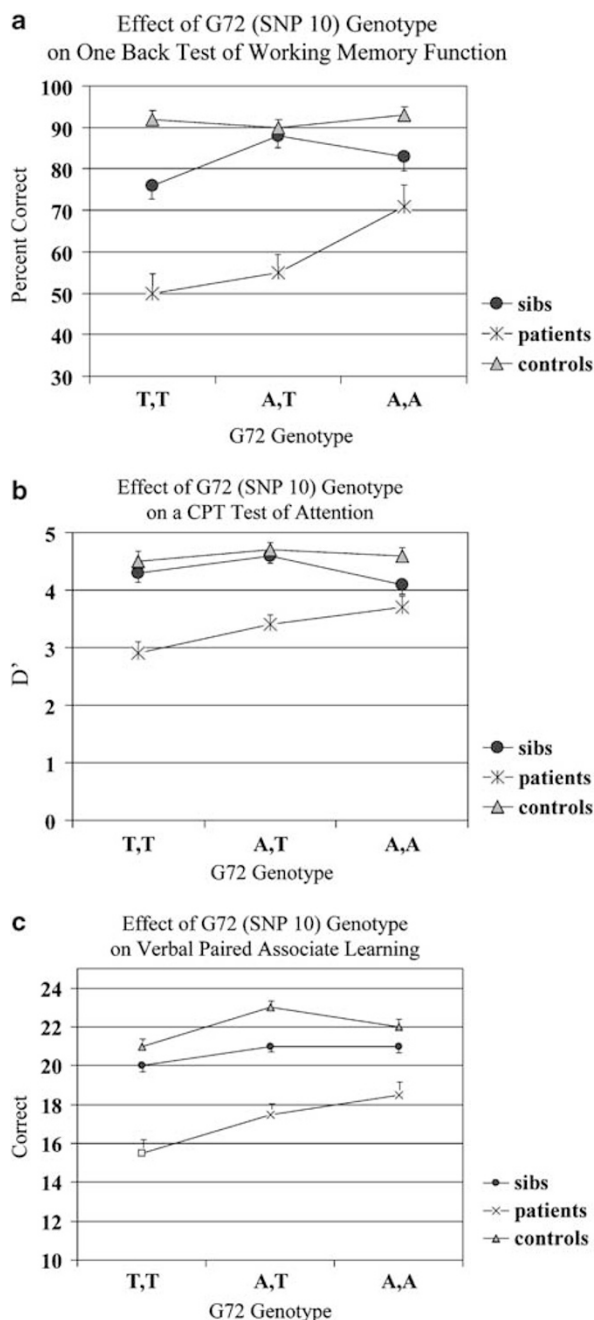 a
Effect of G72 (SNP 10) Genotype
on One Back Test of Working Memory Function
100
90
80
70
60
50
40
30
Percent Correct
T,T A,T A,A
G72 Genotype
sibs
patients
controls
b
Effect of G72 (SNP 10) Genotype
on a CPT Test of Attention
5
4
3
2
1
0
D’
T,T A,T A,A
G72 Genotype
sibs
patients
controls
c
Effect of G72 (SNP 10) Genotype
on Verbal Paired Associate Learning
24
22
20
18
16
14
12
10
Correct
T,T A,T A,A
G72 Genotype
sibs
patients
controls